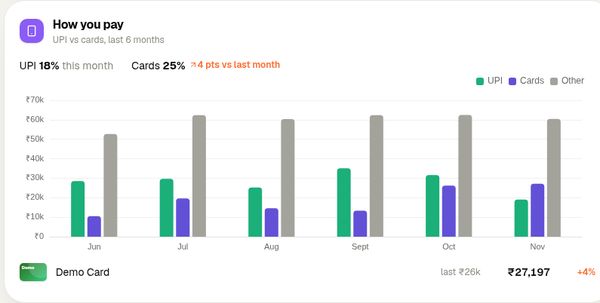 How you pay
UPI vs cards, last 6 months
UPI 18% this month Cards 25% ↗4 pts vs last month
UPI Cards Other
₹70k
₹60k
₹50k
₹40k
₹30k
₹20k
₹10k
₹0
Jun Jul Aug Sept Oct Nov
Demo
Demo Card last ₹26k ₹27,197 +4%